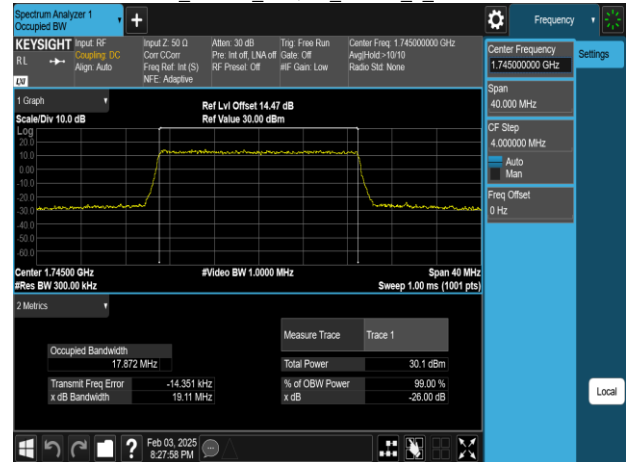 Spectrum Analyzer 1
Occupied BW
Frequency
KEYSIGHT
RL
LXI
Input: RF
Coupling: DC
Align: Auto
Input Z: 50 Ω
Corr CCorr
Freq Ref: Int (S)
NFE: Adaptive
Atten: 30 dB
Pre: Int off, LNA off
RF Presel: Off
Trig: Free Run
Gate: Off
#IF Gain: Low
Center Freq: 1.745000000 GHz
Avg|Hold:>10/10
Radio Std: None
Center Frequency
1.745000000 GHz
Settings
Span
40.000 MHz
CF Step
4.000000 MHz
Auto
Man
Freq Offset
0 Hz
Local
1 Graph
Scale/Div 10.0 dB
Ref Lvl Offset 14.47 dB
Ref Value 30.00 dBm
Log
20.0
10.0
0.00
-10.0
-20.0
-30.0
-40.0
-50.0
-60.0
Center 1.74500 GHz
#Video BW 1.0000 MHz
Span 40 MHz
#Res BW 300.00 kHz
Sweep 1.00 ms (1001 pts)
2 Metrics
Measure Trace
Trace 1
Occupied Bandwidth
17.872 MHz
Total Power
30.1 dBm
Transmit Freq Error
-14.351 kHz
% of OBW Power
99.00 %
x dB Bandwidth
19.11 MHz
x dB
-26.00 dB
Feb 03, 2025
8:27:58 PM